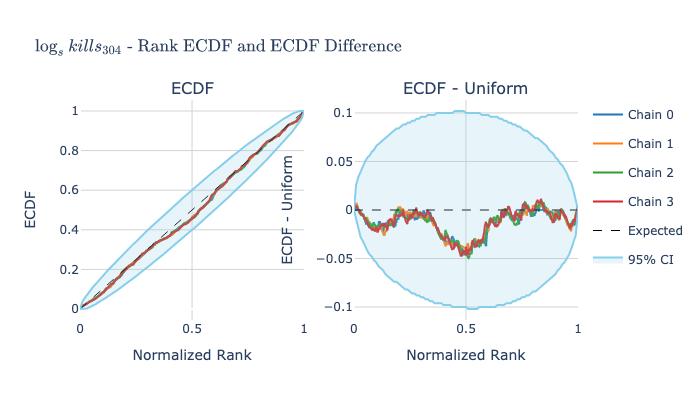 log_s kills_304 - Rank ECDF and ECDF Difference
ECDF
ECDF - Uniform
1
0.8
0.6
0.4
0.2
0
0
0.5
1
ECDF
Normalized Rank
0.1
0.05
0
−0.05
−0.1
0
0.5
1
ECDF - Uniform
Normalized Rank
Chain 0
Chain 1
Chain 2
Chain 3
Expected
95% CI